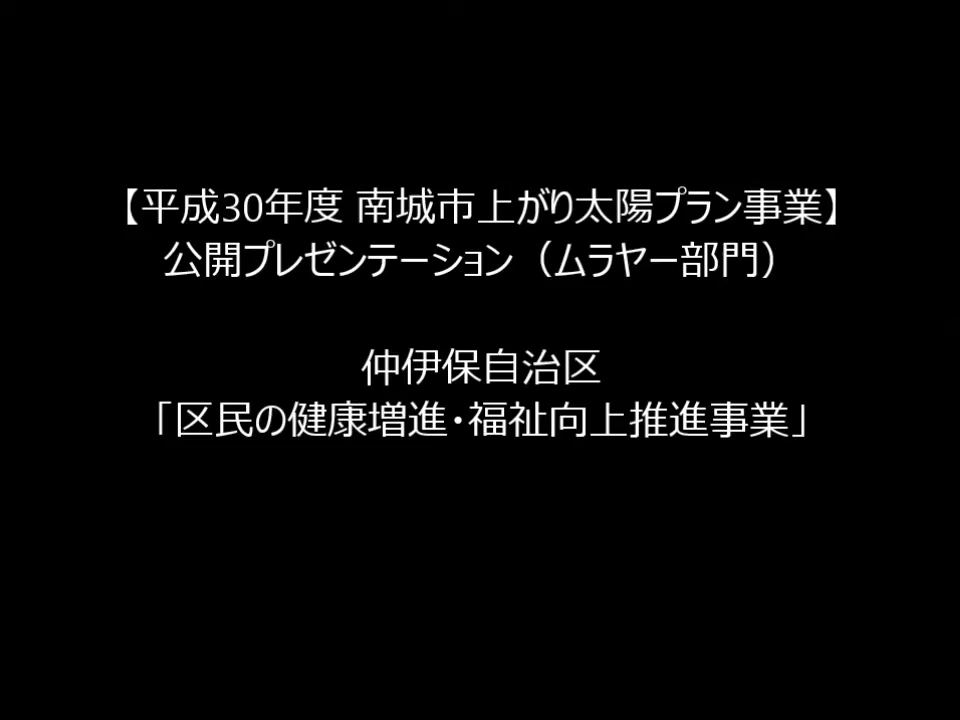 【平成30年度 南城市上がり太陽プラン事業】
公開プレゼンテーション（ムラヤー部門）
仲伊保自治区
「区民の健康増進・福祉向上推進事業」